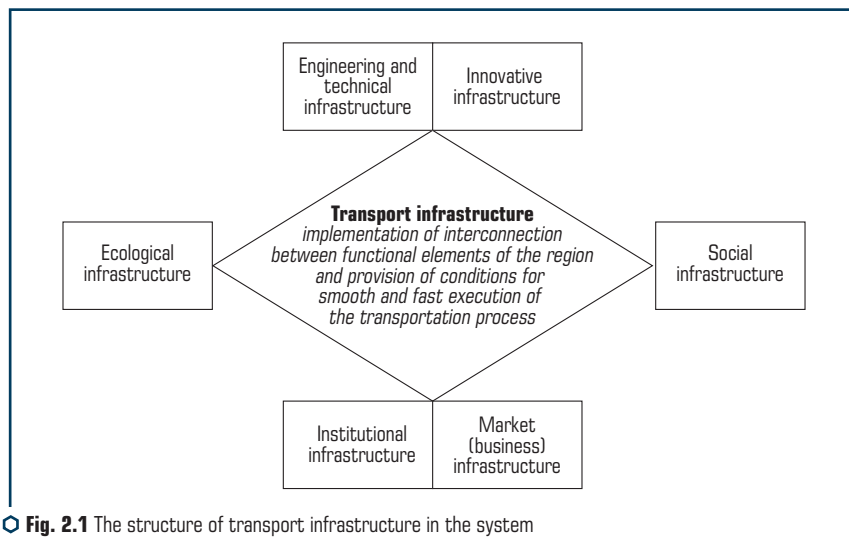 Engineering and
technical
infrastructure
Innovative
infrastructure
Transport infrastructure
implementation of interconnection
between functional elements of the region
and provision of conditions for
smooth and fast execution of
the transportation process
Ecological
infrastructure
Social
infrastructure
Institutional
infrastructure
Market
(business)
infrastructure
Fig. 2.1 The structure of transport infrastructure in the system